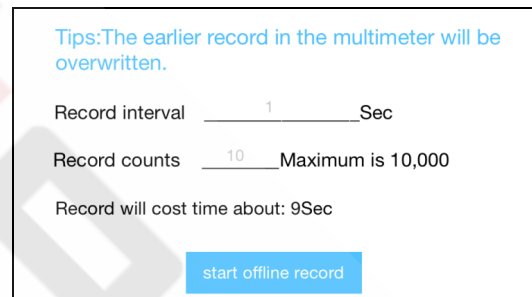 Tips:The earlier record in the multimeter will be
overwritten.
Record interval 1 Sec
Record counts 10 Maximum is 10,000
Record will cost time about: 9Sec
start offline record